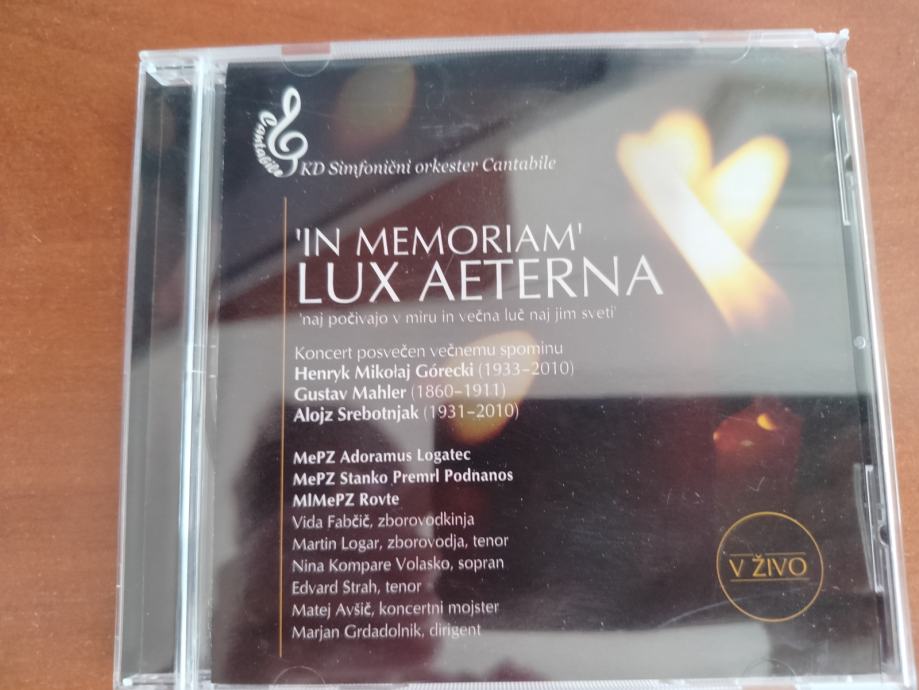 Cantabile
KD Simfonični orkester Cantabile
'IN MEMORIAM'
LUX AETERNA
'naj počivajo v miru in večna luč naj jim sveti'
Koncert posvečen večnemu spominu
Henryk Mikołaj Górecki (1933–2010)
Gustav Mahler (1860–1911)
Alojz Srebotnjak (1931–2010)
MePZ Adoramus Logatec
MePZ Stanko Premrl Podnanos
MlMePZ Rovte
Vida Fabčič, zborovodkinja
Martin Logar, zborovodja, tenor
Nina Kompare Volasko, sopran
Edvard Strah, tenor
Matej Avšič, koncertni mojster
Marjan Grdadolnik, dirigent
V ŽIVO